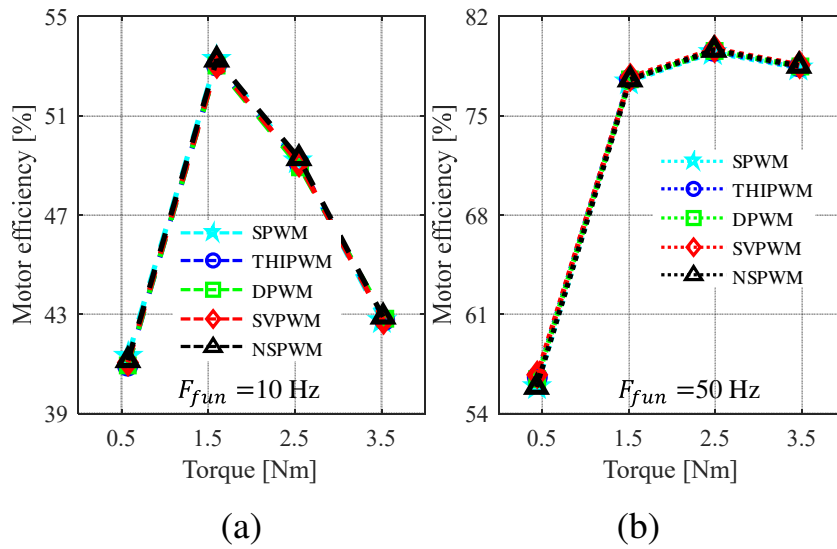 Motor efficiency [%]
55
51
47
43
39
SPWM
THIPWM
DPWM
SVPWM
NSPWM
F_fun = 10 Hz
0.5 1.5 2.5 3.5
Torque [Nm]
(a)
Motor efficiency [%]
82
75
68
61
54
SPWM
THIPWM
DPWM
SVPWM
NSPWM
F_fun = 50 Hz
0.5 1.5 2.5 3.5
Torque [Nm]
(b)